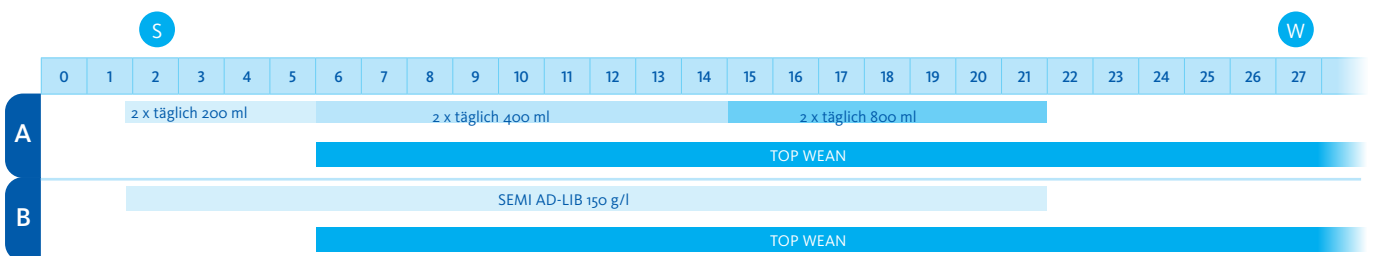 S W
0 1 2 3 4 5 6 7 8 9 10 11 12 13 14 15 16 17 18 19 20 21 22 23 24 25 26 27
A
2 x täglich 200 ml 2 x täglich 400 ml 2 x täglich 800 ml
TOP WEAN
B
SEMI AD-LIB 150 g/l
TOP WEAN